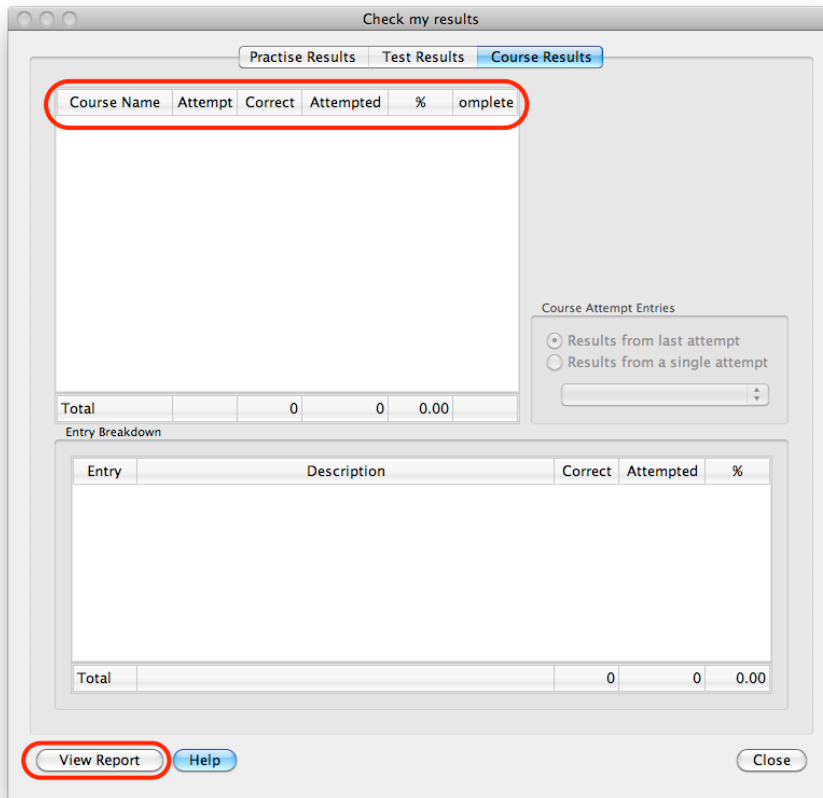 Check my results
Practise Results Test Results Course Results
Course Name Attempt Correct Attempted % omplete
Course Attempt Entries
Results from last attempt
Results from a single attempt
Total 0 0 0.00
Entry Breakdown
Entry Description Correct Attempted %
Total 0 0 0.00
View Report Help Close